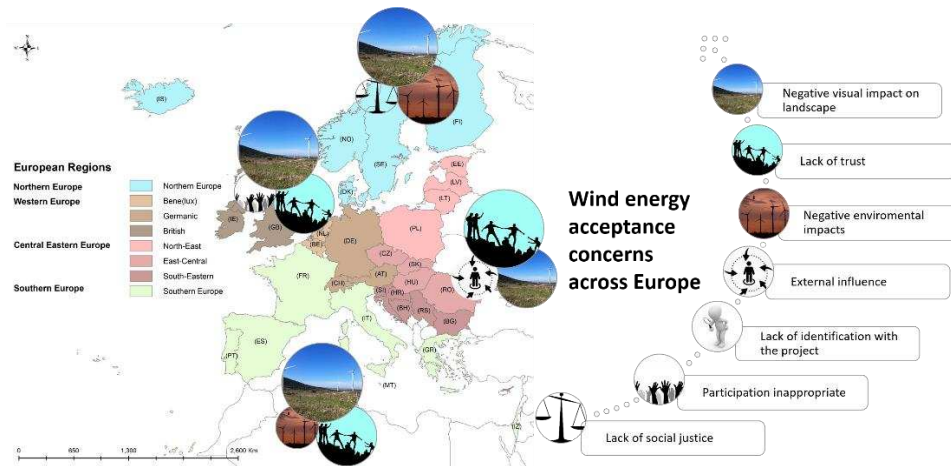 (IS)
(NO)
(SE)
(FI)
(EE)
(LV)
(LT)
(DK)
(IE)
(GB)
(NL)
(BE)
(DE)
(PL)
(CZ)
(SK)
(AT)
(HU)
(CH)
(SI)
(HR)
(RO)
(BH)
(RS)
(BG)
(FR)
(IT)
(ES)
(PT)
(GR)
(MT)
(IZ)
European Regions
Northern Europe
Northern Europe
Western Europe
Bene(lux)
Germanic
British
Central Eastern Europe
North-East
East-Central
South-Eastern
Southern Europe
Southern Europe
0 650 1,300 2,600 Km
Wind energy
acceptance
concerns
across Europe
Negative visual impact on
landscape
Lack of trust
Negative enviromental
impacts
External influence
Lack of identification with
the project
Participation inappropriate
Lack of social justice